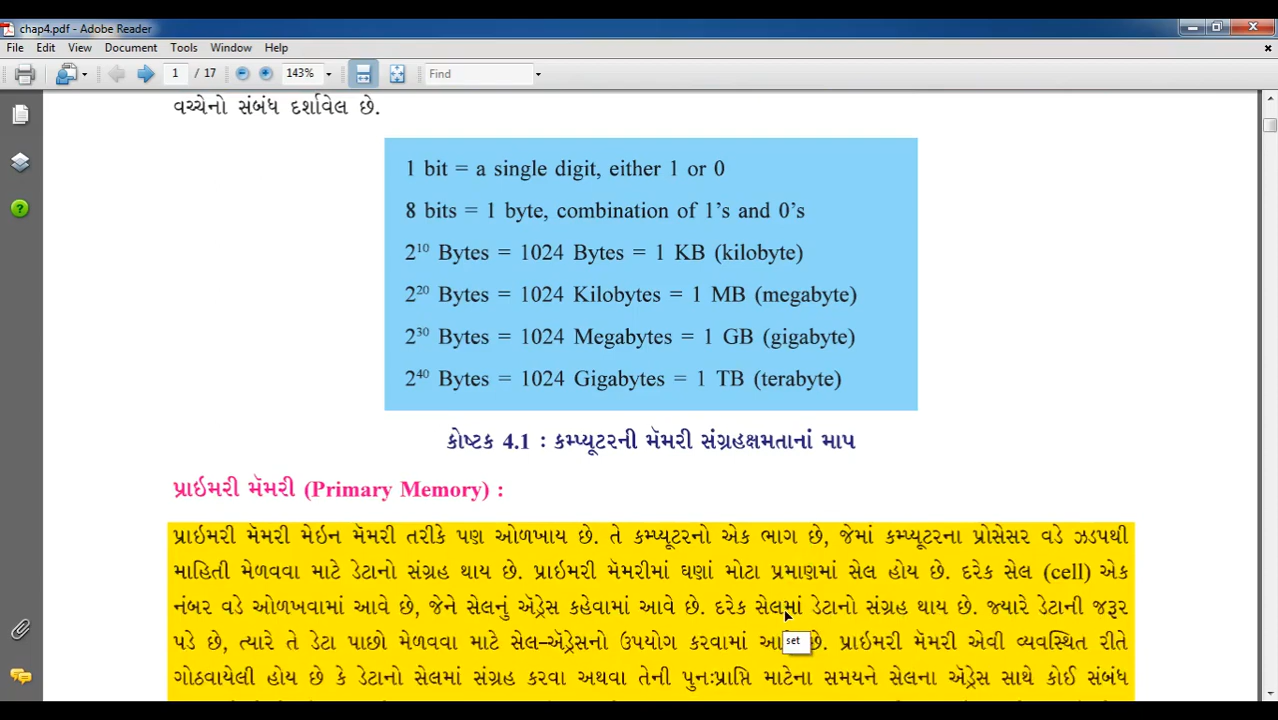 chap4.pdf - Adobe Reader
File Edit View Document Tools Window Help
1 / 17 143% Find
વચ્ચેનો સંબંધ દર્શાવેલ છે.
1 bit = a single digit, either 1 or 0
8 bits = 1 byte, combination of 1's and 0's
2¹⁰ Bytes = 1024 Bytes = 1 KB (kilobyte)
2²⁰ Bytes = 1024 Kilobytes = 1 MB (megabyte)
2³⁰ Bytes = 1024 Megabytes = 1 GB (gigabyte)
2⁴⁰ Bytes = 1024 Gigabytes = 1 TB (terabyte)
કોષ્ટક 4.1 : કમ્પ્યૂટરની મૅમરી સંગ્રહક્ષમતાનાં માપ
પ્રાઇમરી મૅમરી (Primary Memory) :
પ્રાઇમરી મૅમરી મેઇન મૅમરી તરીકે પણ ઓળખાય છે. તે કમ્પ્યૂટરનો એક ભાગ છે, જેમાં કમ્પ્યૂટરના પ્રોસેસર વડે ઝડપથી
માહિતી મેળવવા માટે ડેટાનો સંગ્રહ થાય છે. પ્રાઇમરી મૅમરીમાં ઘણાં મોટા પ્રમાણમાં સેલ હોય છે. દરેક સેલ (cell) એક
નંબર વડે ઓળખવામાં આવે છે, જેને સેલનું ઍડ્રેસ કહેવામાં આવે છે. દરેક સેલમાં ડેટાનો સંગ્રહ થાય છે. જ્યારે ડેટાની જરૂર
પડે છે, ત્યારે તે ડેટા પાછો મેળવવા માટે સેલ–ઍડ્રેસનો ઉપયોગ કરવામાં આ set છે. પ્રાઇમરી મૅમરી એવી વ્યવસ્થિત રીતે
ગોઠવાયેલી હોય છે કે ડેટાનો સેલમાં સંગ્રહ કરવા અથવા તેની પુનઃપ્રાપ્તિ માટેના સમયને સેલના ઍડ્રેસ સાથે કોઈ સંબંધ